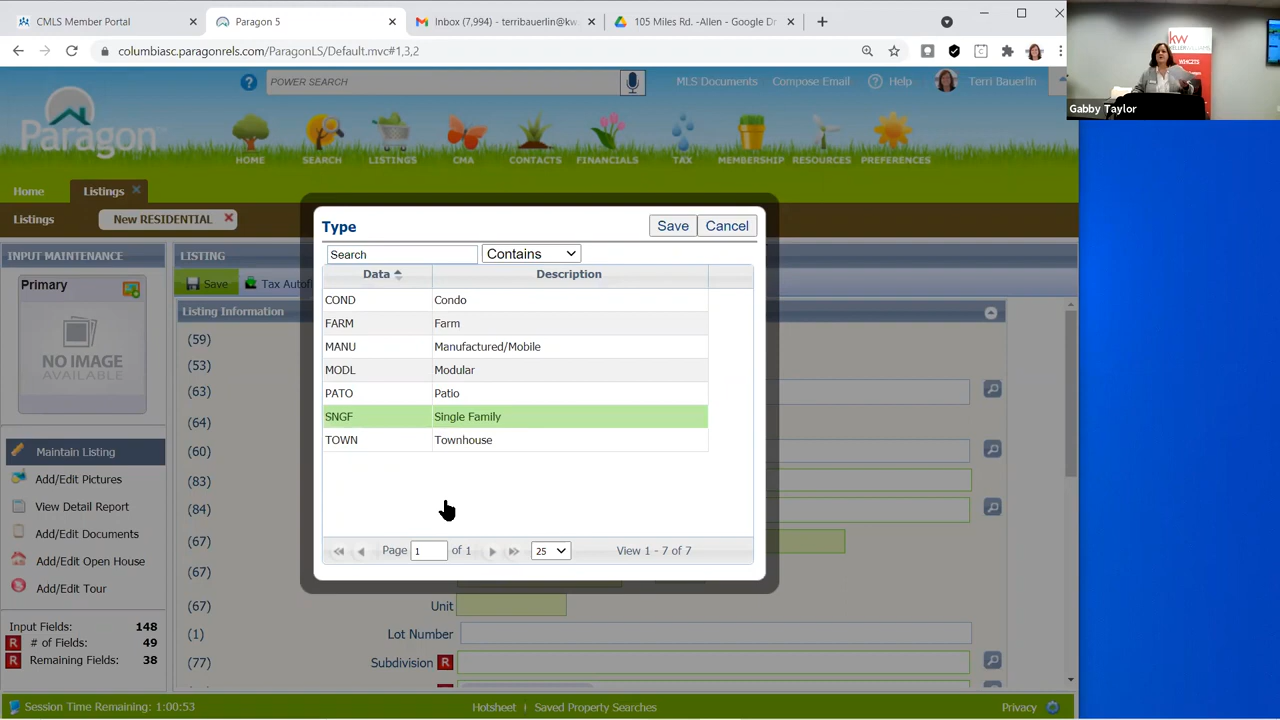 CMLS Member Portal
Paragon 5
Inbox (7,994) - terribauerlin@kw.
105 Miles Rd. -Allen - Google Dr
columbiasc.paragonrels.com/ParagonLS/Default.mvc#1,3,2
kw
KELLER WILLIAMS
Gabby Taylor
POWER SEARCH
MLS Documents
Compose Email
Help
Terri Bauerlin
Paragon
HOME
SEARCH
LISTINGS
CMA
CONTACTS
FINANCIALS
TAX
MEMBERSHIP
RESOURCES
PREFERENCES
Home
Listings
Listings
New RESIDENTIAL
INPUT MAINTENANCE
LISTING
Primary
NO IMAGE
AVAILABLE
Save
Tax Autofi
Listing Information
(59)
(53)
(63)
(64)
(60)
(83)
(84)
(67)
(67)
(67)
Unit
(1)
Lot Number
(77)
Subdivision R
Type
Save
Cancel
Search
Contains
Data
Description
COND
Condo
FARM
Farm
MANU
Manufactured/Mobile
MODL
Modular
PATO
Patio
SNGF
Single Family
TOWN
Townhouse
Page 1 of 1
25
View 1 - 7 of 7
Maintain Listing
Add/Edit Pictures
View Detail Report
Add/Edit Documents
Add/Edit Open House
Add/Edit Tour
Input Fields: 148
R # of Fields: 49
R Remaining Fields: 38
Session Time Remaining: 1:00:53
Hotsheet
Saved Property Searches
Privacy